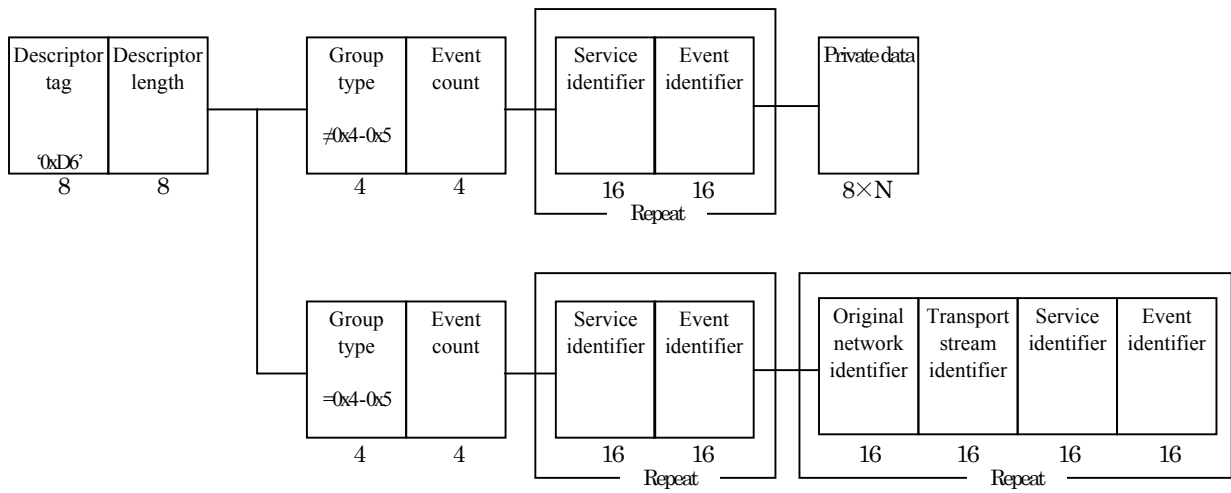 Descriptor tag
'0xD6'
8
Descriptor length
8
Group type
≠0x4-0x5
4
Event count
4
Service identifier
16
Event identifier
16
Repeat
Private data
8×N
Group type
=0x4-0x5
4
Event count
4
Service identifier
16
Event identifier
16
Repeat
Original network identifier
16
Transport stream identifier
16
Service identifier
16
Event identifier
16
Repeat